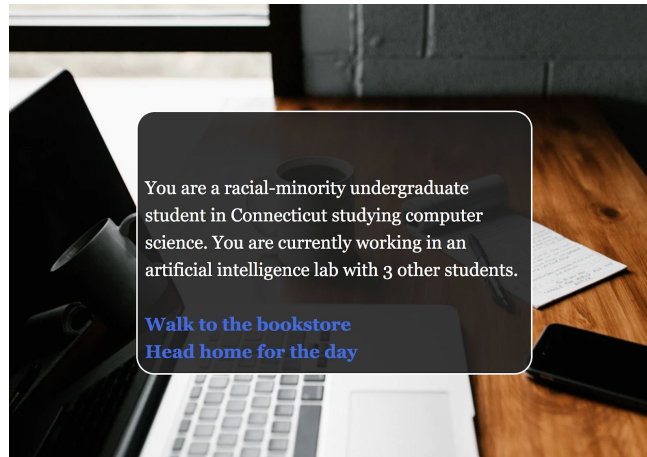 You are a racial-minority undergraduate
student in Connecticut studying computer
science. You are currently working in an
artificial intelligence lab with 3 other students.
Walk to the bookstore
Head home for the day